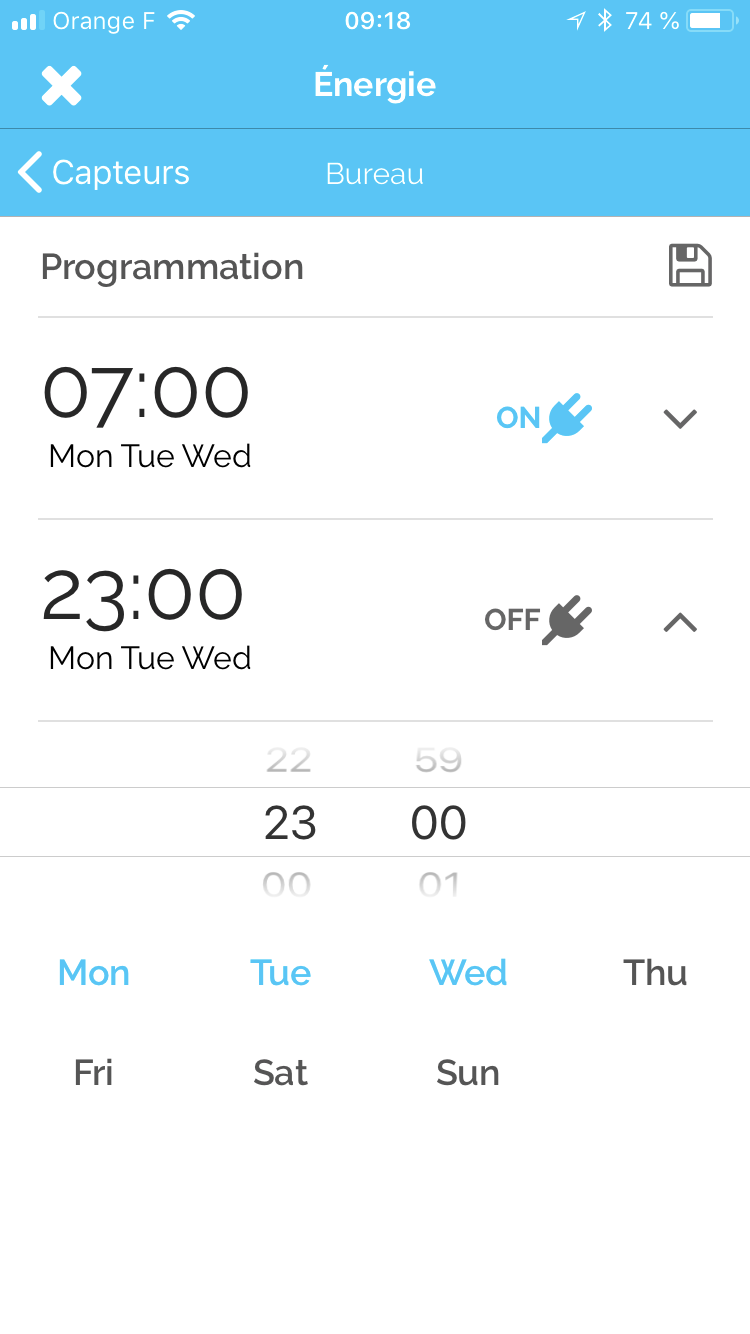 Orange F 09:18 74 %
Énergie
Capteurs Bureau
Programmation
07:00 ON
Mon Tue Wed
23:00 OFF
Mon Tue Wed
22 59
23 00
00 01
Mon Tue Wed Thu
Fri Sat Sun